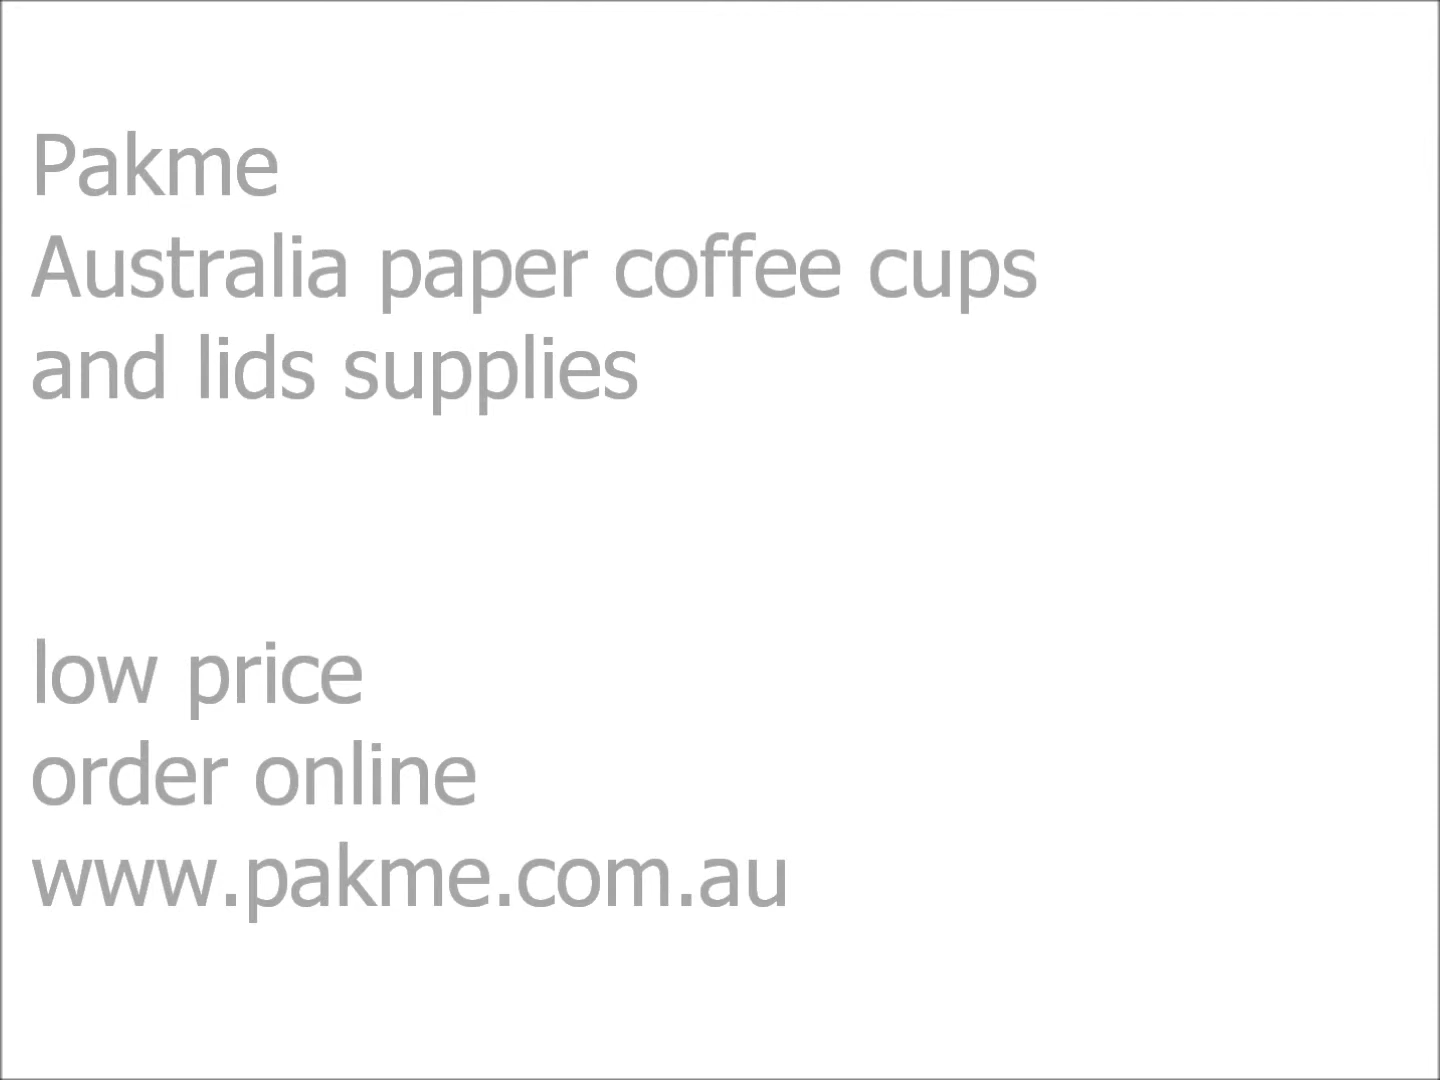 Pakme
Australia paper coffee cups
and lids supplies
low price
order online
www.pakme.com.au